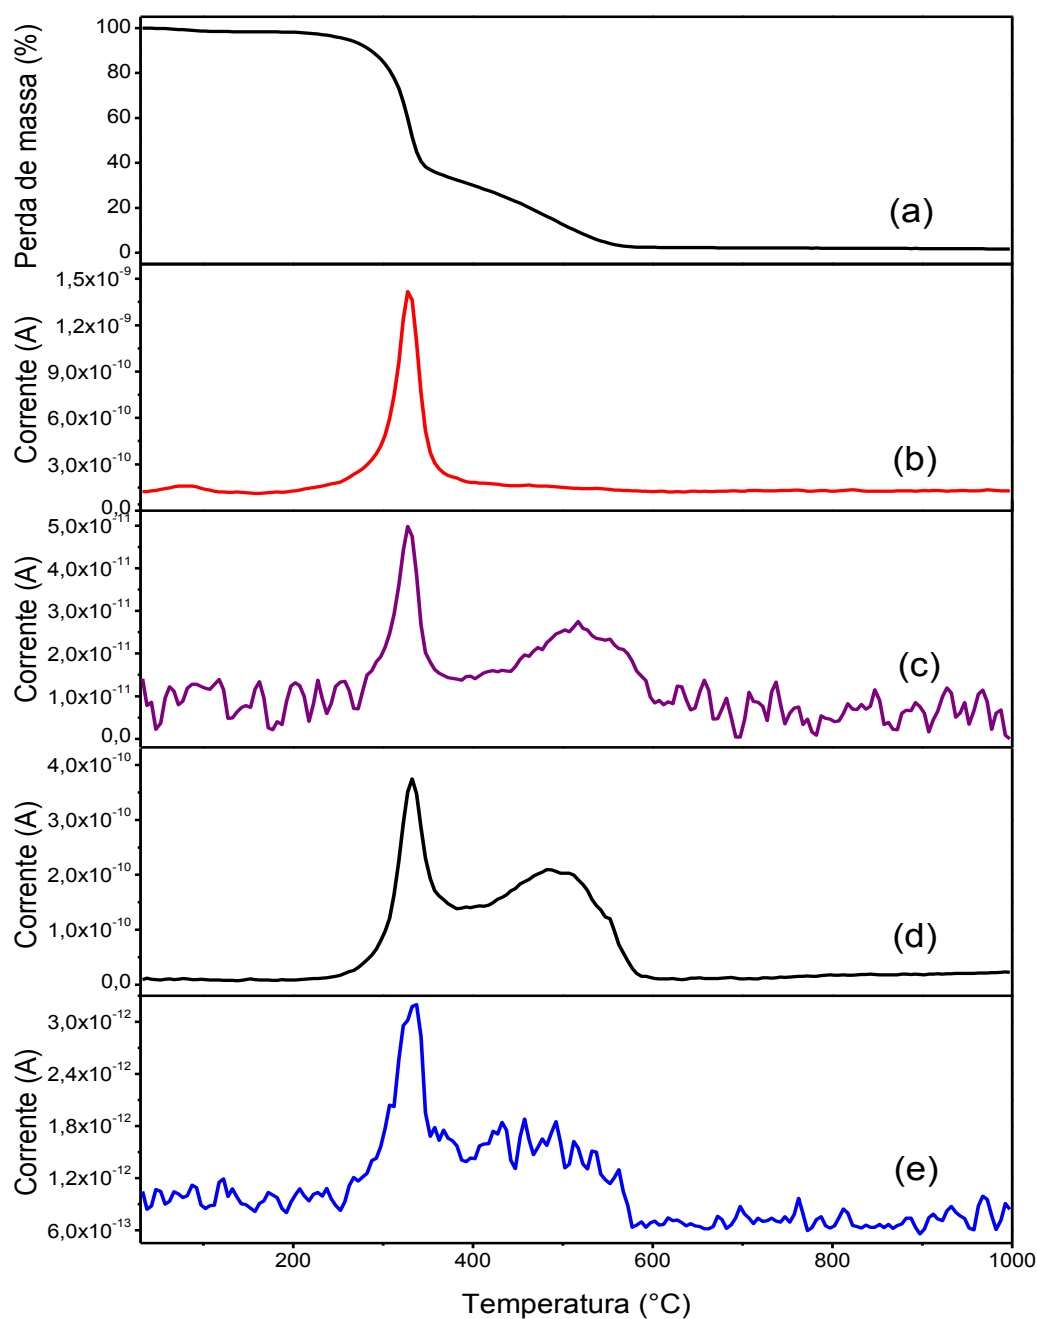 Perda de massa (%)
100
80
60
40
20
0
(a)
Corrente (A)
1,5x10⁻⁹
1,2x10⁻⁹
9,0x10⁻¹⁰
6,0x10⁻¹⁰
3,0x10⁻¹⁰
0,0
(b)
Corrente (A)
5,0x10⁻¹¹
4,0x10⁻¹¹
3,0x10⁻¹¹
2,0x10⁻¹¹
1,0x10⁻¹¹
0,0
(c)
Corrente (A)
4,0x10⁻¹⁰
3,0x10⁻¹⁰
2,0x10⁻¹⁰
1,0x10⁻¹⁰
0,0
(d)
Corrente (A)
3,0x10⁻¹²
2,4x10⁻¹²
1,8x10⁻¹²
1,2x10⁻¹²
6,0x10⁻¹³
(e)
200 400 600 800 1000
Temperatura (°C)